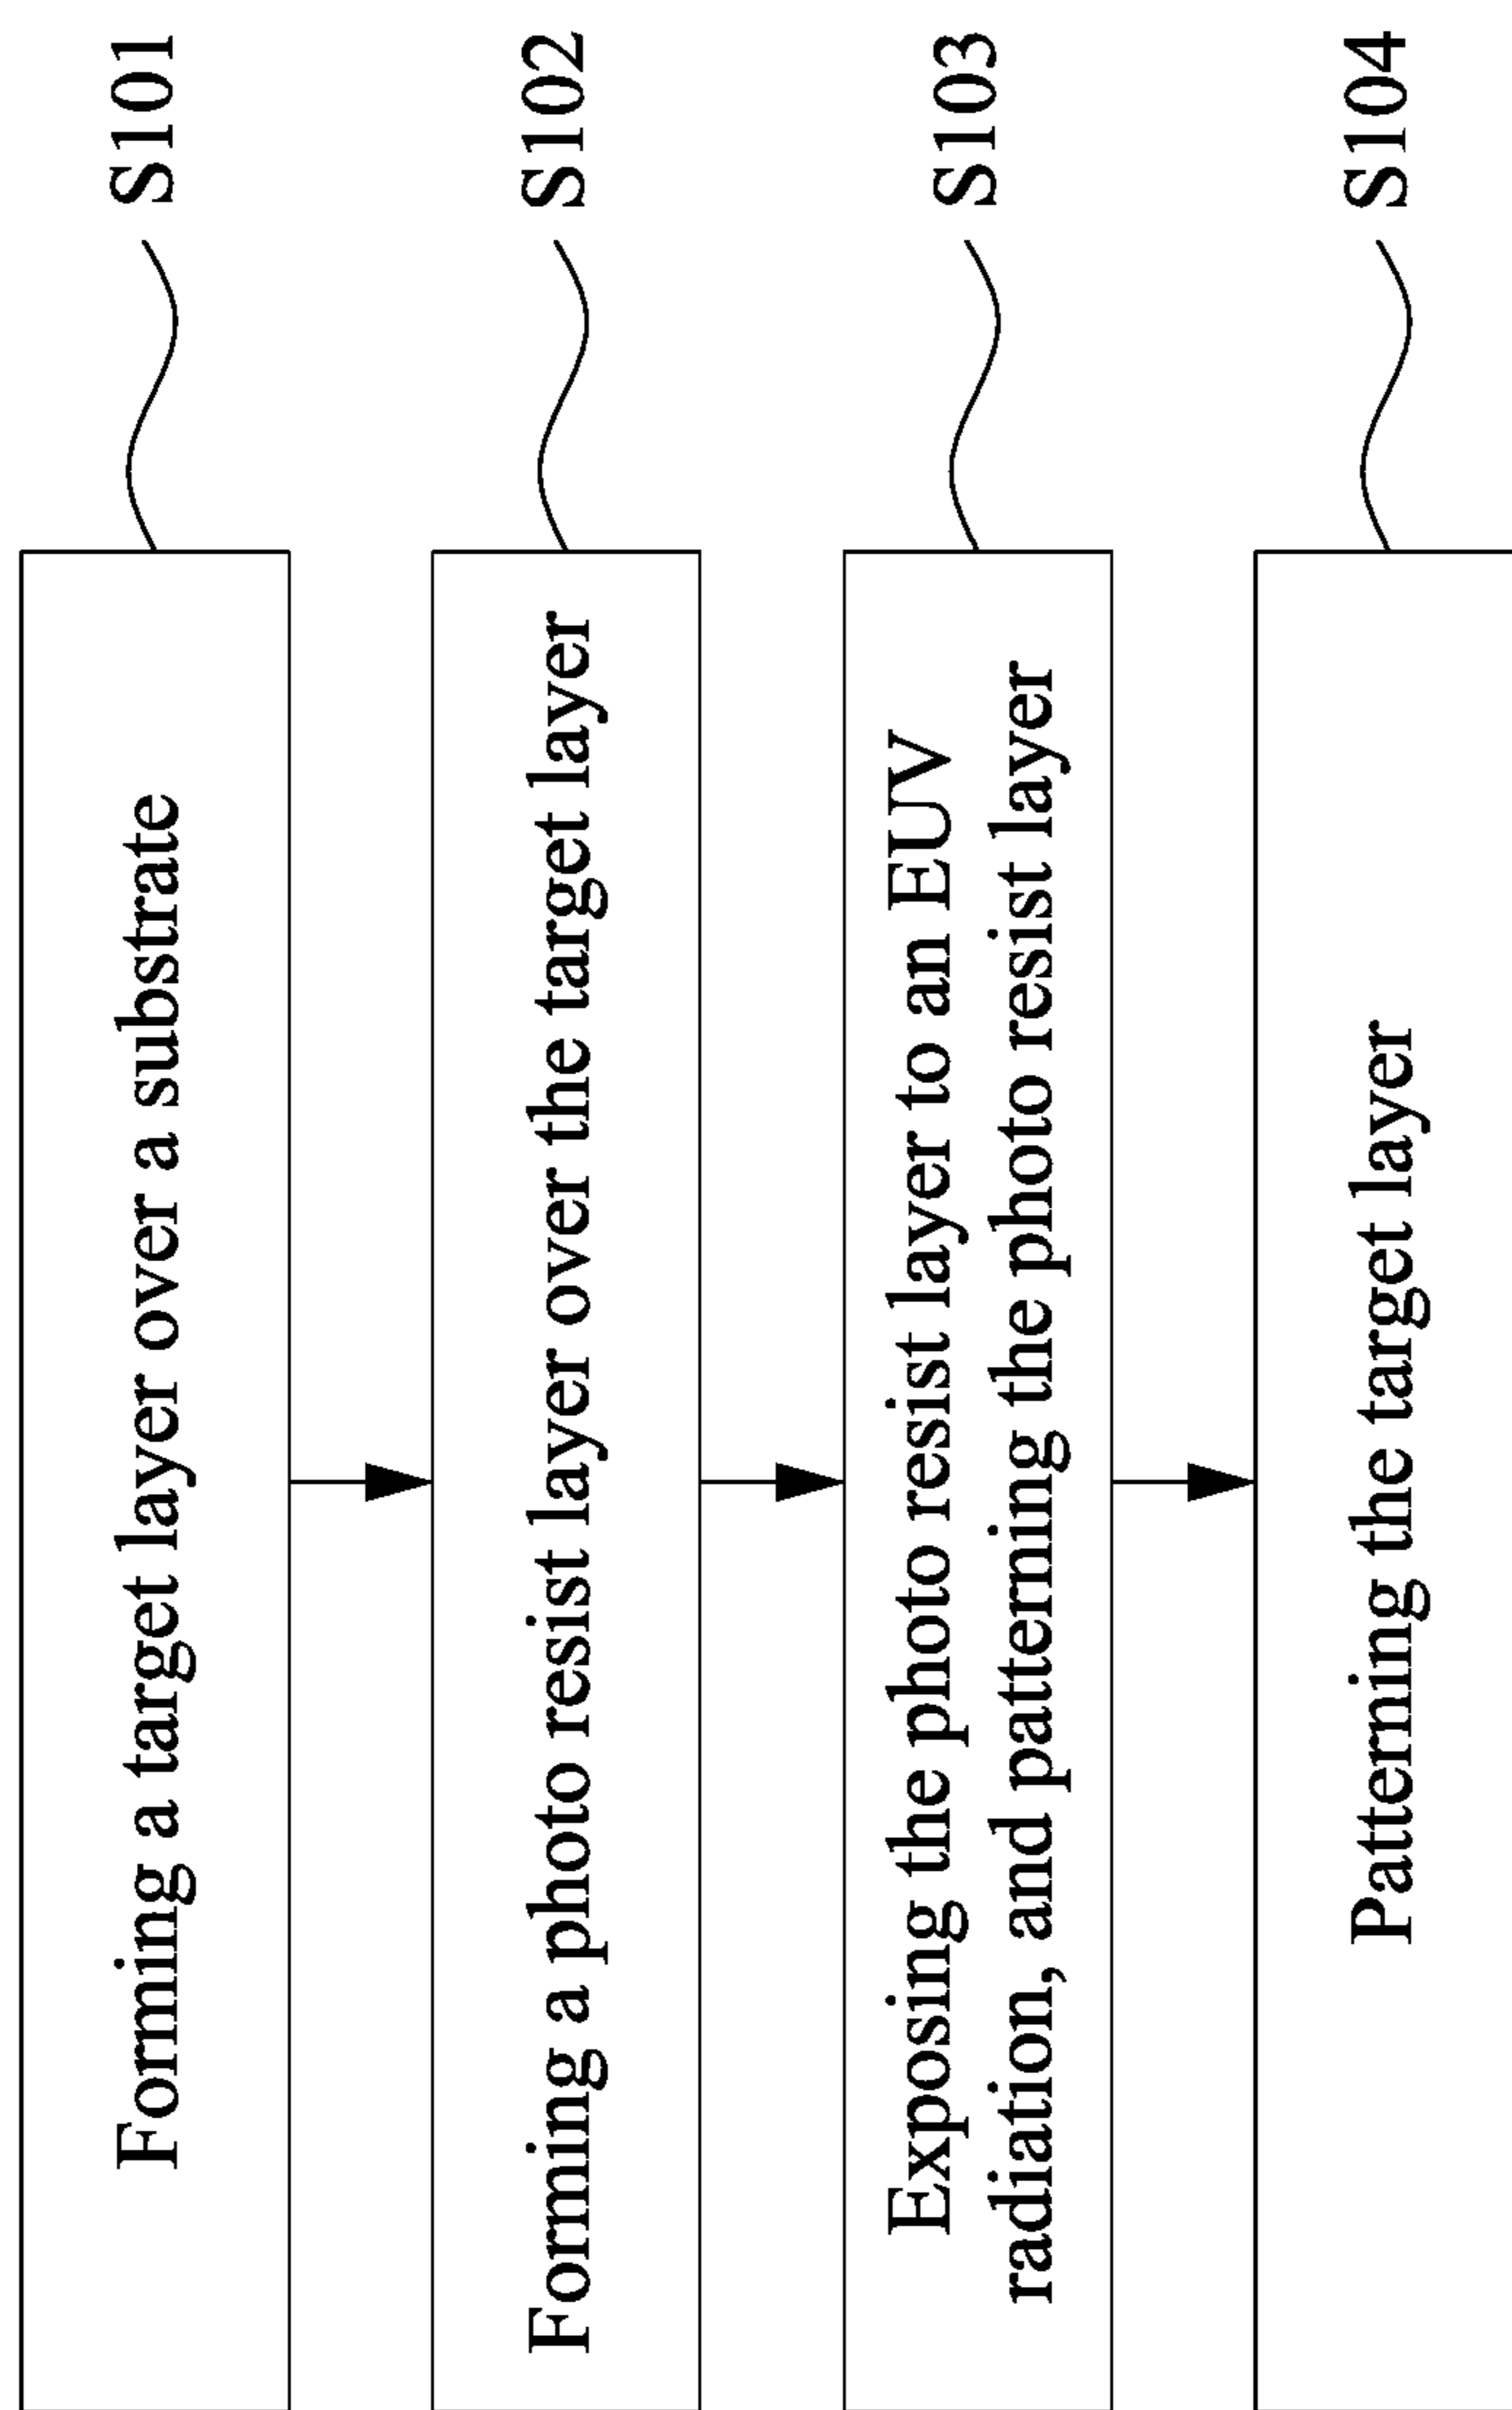 Forming a target layer over a substrate
S101
Forming a photo resist layer over the target layer
S102
Exposing the photo resist layer to an EUV
radiation, and patterning the photo resist layer
S103
Patterning the target layer
S104